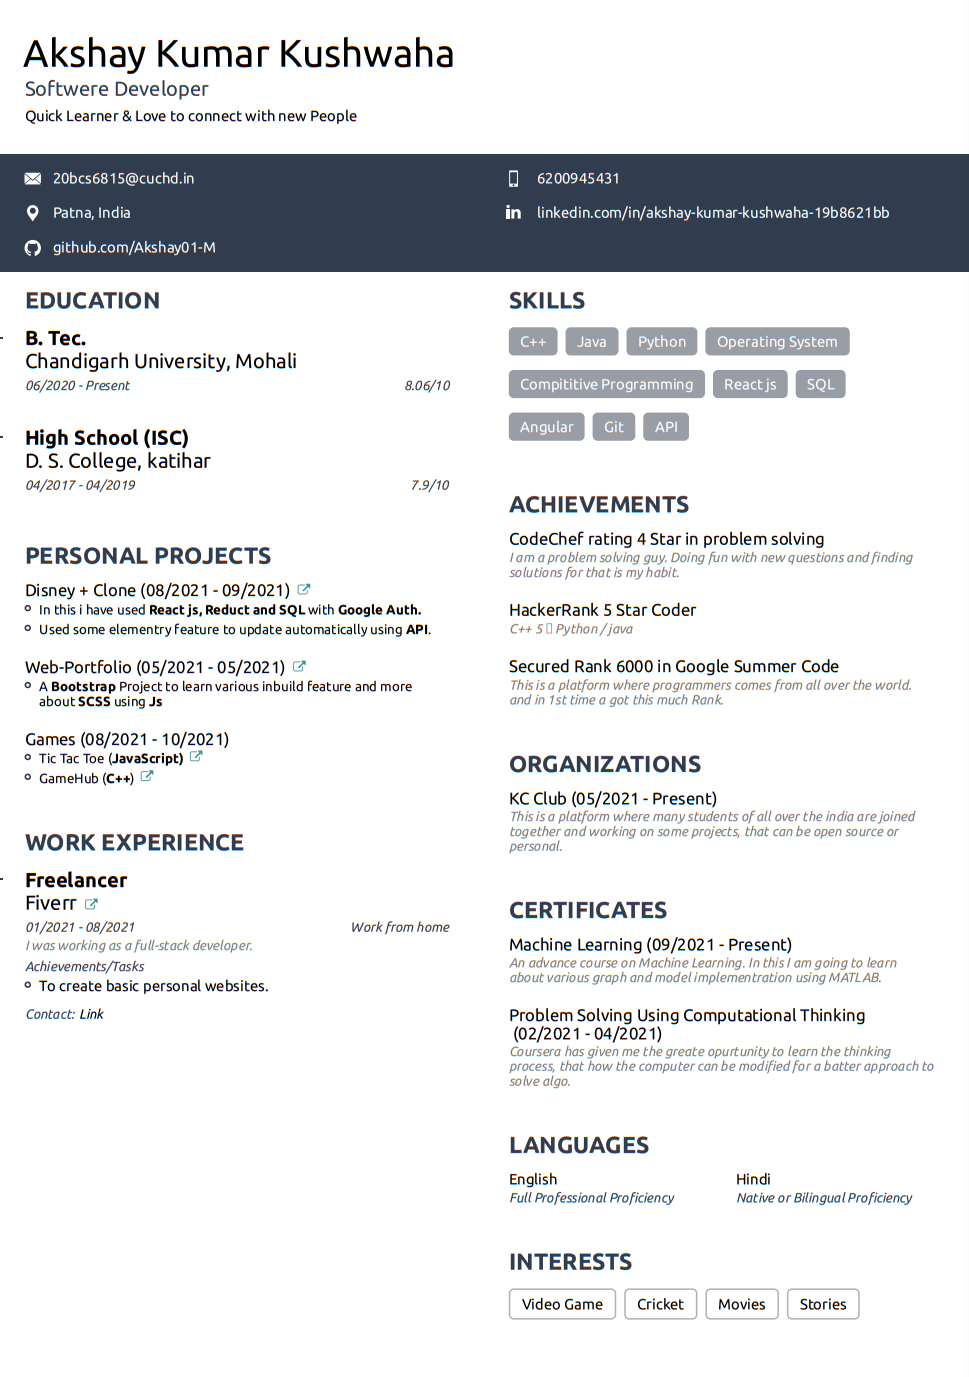 Akshay Kumar Kushwaha
Softwere Developer
Quick Learner & Love to connect with new People
20bcs6815@cuchd.in
Patna, India
github.com/Akshay01-M
6200945431
linkedin.com/in/akshay-kumar-kushwaha-19b8621bb
EDUCATION
B. Tec.
Chandigarh University, Mohali
06/2020 - Present 8.06/10
High School (ISC)
D. S. College, katihar
04/2017 - 04/2019 7.9/10
PERSONAL PROJECTS
Disney + Clone (08/2021 - 09/2021)
In this i have used React js, Reduct and SQL with Google Auth.
Used some elementry feature to update automatically using API.
Web-Portfolio (05/2021 - 05/2021)
A Bootstrap Project to learn various inbuild feature and more
about SCSS using Js
Games (08/2021 - 10/2021)
Tic Tac Toe (JavaScript)
GameHub (C++)
WORK EXPERIENCE
Freelancer
Fiverr
01/2021 - 08/2021 Work from home
I was working as a full-stack developer.
Achievements/Tasks
To create basic personal websites.
Contact: Link
SKILLS
C++ Java Python Operating System
Compititive Programming React js SQL
Angular Git API
ACHIEVEMENTS
CodeChef rating 4 Star in problem solving
I am a problem solving guy. Doing fun with new questions and finding
solutions for that is my habit.
HackerRank 5 Star Coder
C++ 5 ▯ Python / java
Secured Rank 6000 in Google Summer Code
This is a platform where programmers comes from all over the world.
and in 1st time a got this much Rank.
ORGANIZATIONS
KC Club (05/2021 - Present)
This is a platform where many students of all over the india are joined
together and working on some projects, that can be open source or
personal.
CERTIFICATES
Machine Learning (09/2021 - Present)
An advance course on Machine Learning. In this I am going to learn
about various graph and model implementration using MATLAB.
Problem Solving Using Computational Thinking
(02/2021 - 04/2021)
Coursera has given me the greate opurtunity to learn the thinking
process, that how the computer can be modified for a batter approach to
solve algo.
LANGUAGES
English Hindi
Full Professional Proficiency Native or Bilingual Proficiency
INTERESTS
Video Game Cricket Movies Stories